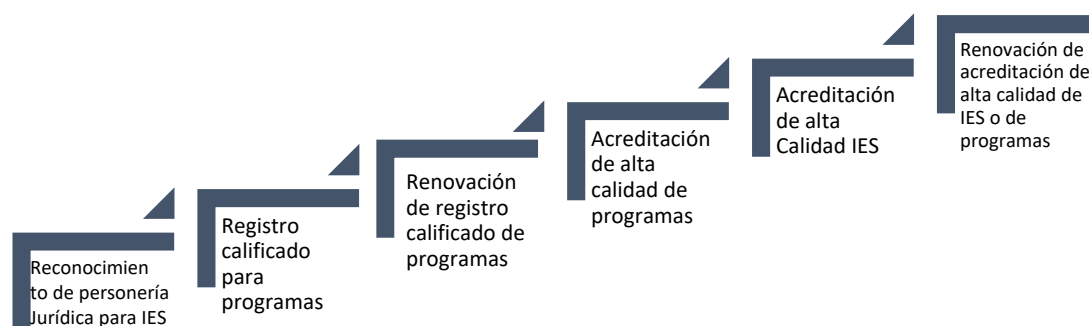 Reconocimien
to de personería
Jurídica para IES
Registro
calificado
para
programas
Renovación
de registro
calificado de
programas
Acreditación
de alta
calidad de
programas
Acreditación
de alta
Calidad IES
Renovación de
acreditación de
alta calidad de
IES o de
programas